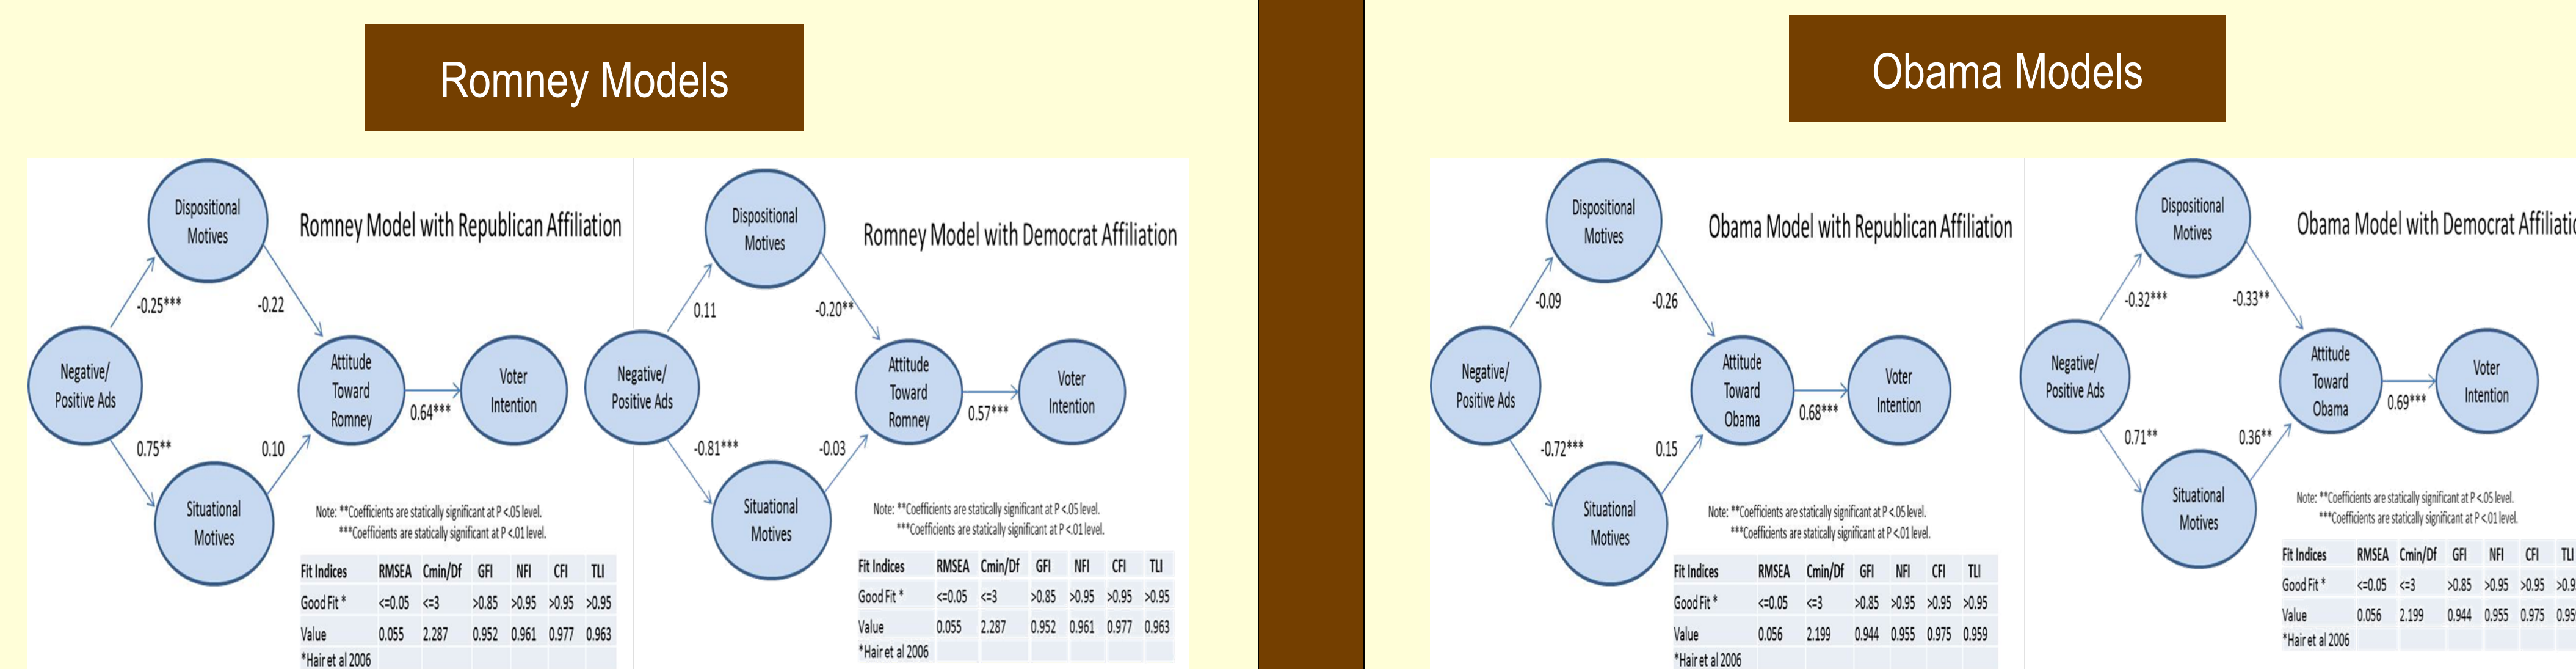 Romney Models
Dispositional
Motives
Romney Model with Republican Affiliation
-0.25***
-0.22
Negative/
Positive Ads
Attitude
Toward
Romney
Voter
Intention
0.64***
0.75**
0.10
Situational
Motives
Note: **Coefficients are statically significant at P <.05 level.
***Coefficients are statically significant at P <.01 level.
Fit Indices RMSEA Cmin/Df GFI NFI CFI TLI
Good Fit * <=0.05 <=3 >0.85 >0.95 >0.95 >0.95
Value 0.055 2.287 0.952 0.961 0.977 0.963
*Hair et al 2006
Dispositional
Motives
Romney Model with Democrat Affiliation
0.11
-0.20**
Negative/
Positive Ads
Attitude
Toward
Romney
Voter
Intention
0.57***
-0.81***
-0.03
Situational
Motives
Note: **Coefficients are statically significant at P <.05 level.
***Coefficients are statically significant at P <.01 level.
Fit Indices RMSEA Cmin/Df GFI NFI CFI TLI
Good Fit * <=0.05 <=3 >0.85 >0.95 >0.95 >0.95
Value 0.055 2.287 0.952 0.961 0.977 0.963
*Hair et al 2006
Obama Models
Dispositional
Motives
Obama Model with Republican Affiliation
-0.09
-0.26
Negative/
Positive Ads
Attitude
Toward
Obama
Voter
Intention
0.68***
-0.72***
0.15
Situational
Motives
Note: **Coefficients are statically significant at P <.05 level.
***Coefficients are statically significant at P <.01 level.
Fit Indices RMSEA Cmin/Df GFI NFI CFI TLI
Good Fit * <=0.05 <=3 >0.85 >0.95 >0.95 >0.95
Value 0.056 2.199 0.944 0.955 0.975 0.959
*Hair et al 2006
Dispositional
Motives
Obama Model with Democrat
-0.32***
-0.33**
Negative/
Positive Ads
Attitude
Toward
Obama
Voter
Intention
0.69***
0.71**
0.36**
Situational
Motives
Note: **Coefficients are statically significant at P <.05 level.
***Coefficients are statically significant at P <.01 level.
Fit Indices RMSEA Cmin/Df GFI NFI CFI TLI
Good Fit * <=0.05 <=3 >0.85 >0.95 >0.95
Value 0.056 2.199 0.944 0.955 0.975
*Hair et al 2006